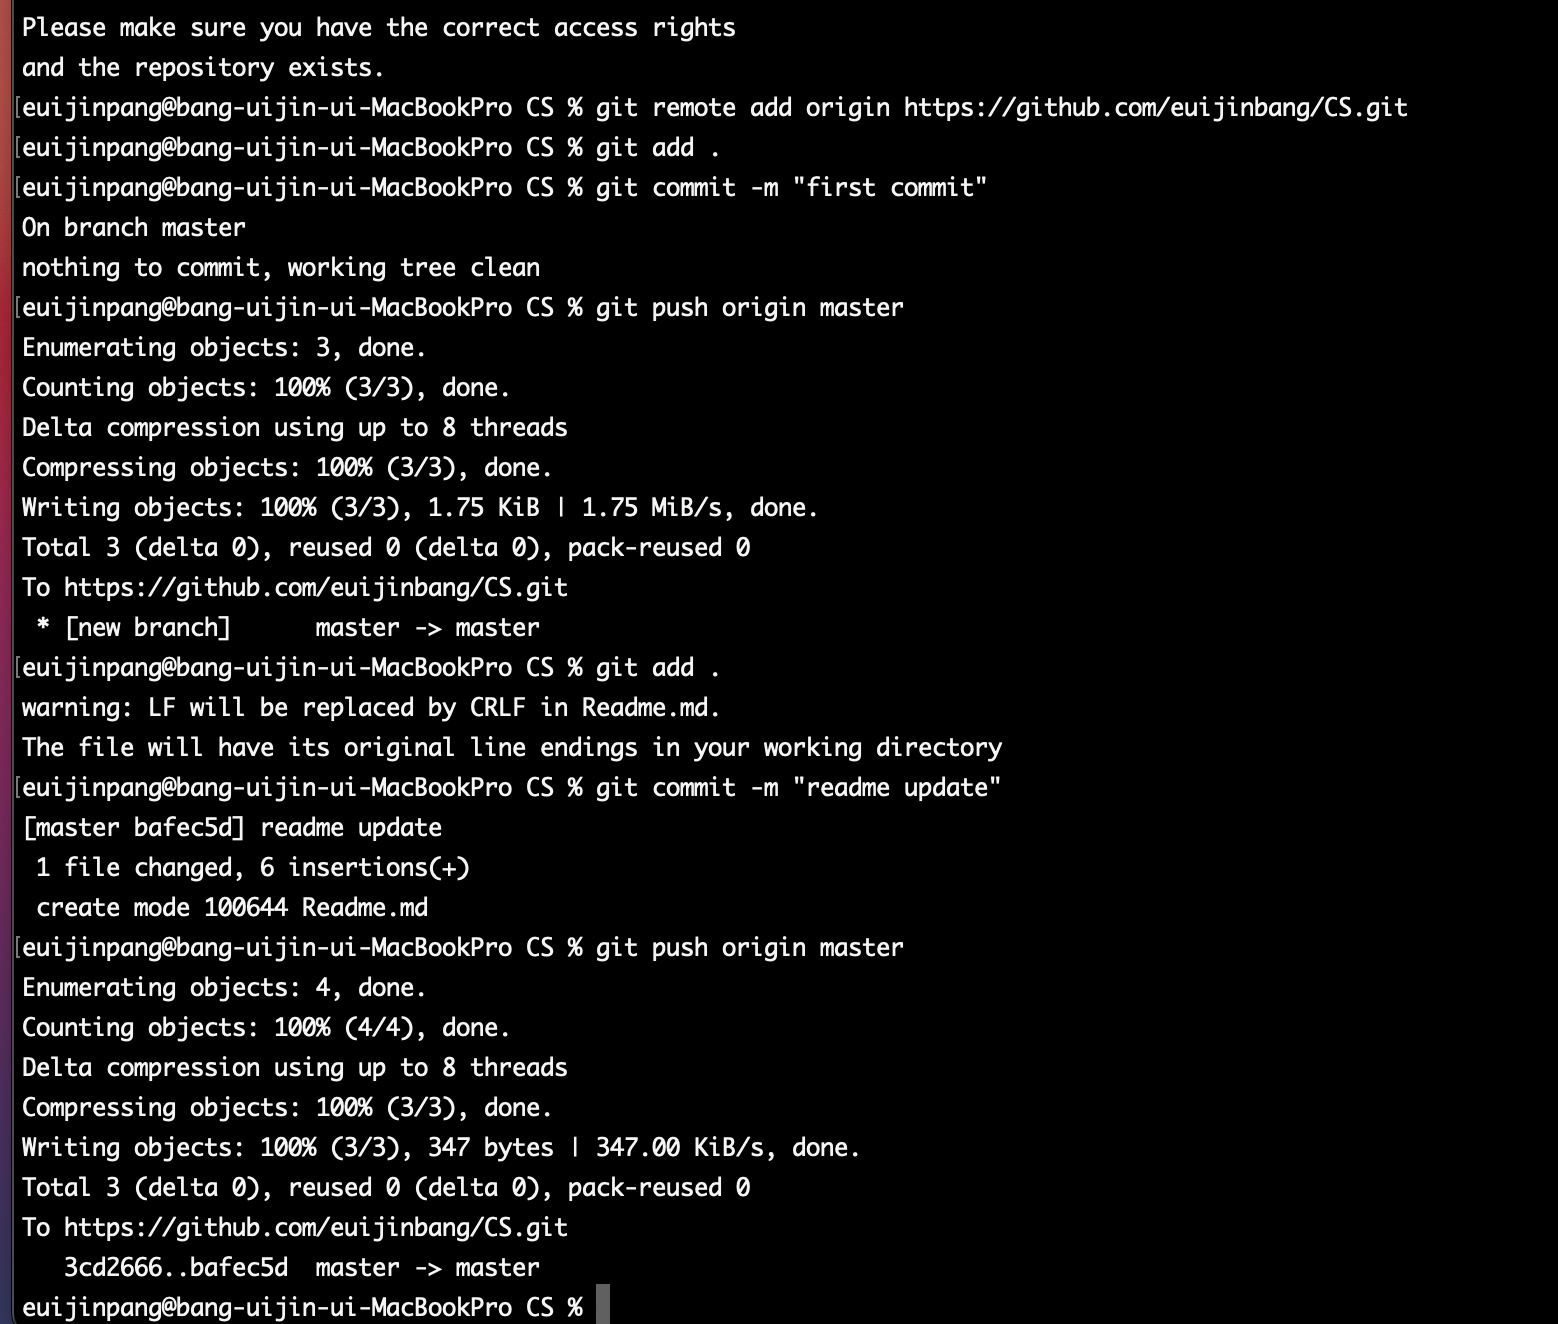 Please make sure you have the correct access rights
and the repository exists.
[euijinpang@bang-uijin-ui-MacBookPro CS % git remote add origin https://github.com/euijinbang/CS.git
[euijinpang@bang-uijin-ui-MacBookPro CS % git add .
[euijinpang@bang-uijin-ui-MacBookPro CS % git commit -m "first commit"
On branch master
nothing to commit, working tree clean
[euijinpang@bang-uijin-ui-MacBookPro CS % git push origin master
Enumerating objects: 3, done.
Counting objects: 100% (3/3), done.
Delta compression using up to 8 threads
Compressing objects: 100% (3/3), done.
Writing objects: 100% (3/3), 1.75 KiB | 1.75 MiB/s, done.
Total 3 (delta 0), reused 0 (delta 0), pack-reused 0
To https://github.com/euijinbang/CS.git
 * [new branch]      master -> master
[euijinpang@bang-uijin-ui-MacBookPro CS % git add .
warning: LF will be replaced by CRLF in Readme.md.
The file will have its original line endings in your working directory
[euijinpang@bang-uijin-ui-MacBookPro CS % git commit -m "readme update"
[master bafec5d] readme update
 1 file changed, 6 insertions(+)
 create mode 100644 Readme.md
[euijinpang@bang-uijin-ui-MacBookPro CS % git push origin master
Enumerating objects: 4, done.
Counting objects: 100% (4/4), done.
Delta compression using up to 8 threads
Compressing objects: 100% (3/3), done.
Writing objects: 100% (3/3), 347 bytes | 347.00 KiB/s, done.
Total 3 (delta 0), reused 0 (delta 0), pack-reused 0
To https://github.com/euijinbang/CS.git
   3cd2666..bafec5d  master -> master
euijinpang@bang-uijin-ui-MacBookPro CS %